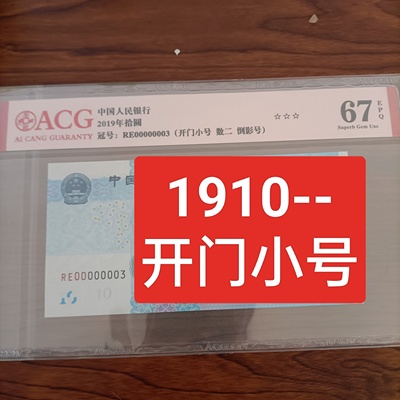 ACG
AI CANG GUARANTY
中国人民银行
2019年拾圆
冠号：RE00000003（开门小号 数二 倒影号）
☆☆☆
67 EPQ
Superb Gem Unc
中
RE00000003
10
1910--
开门小号